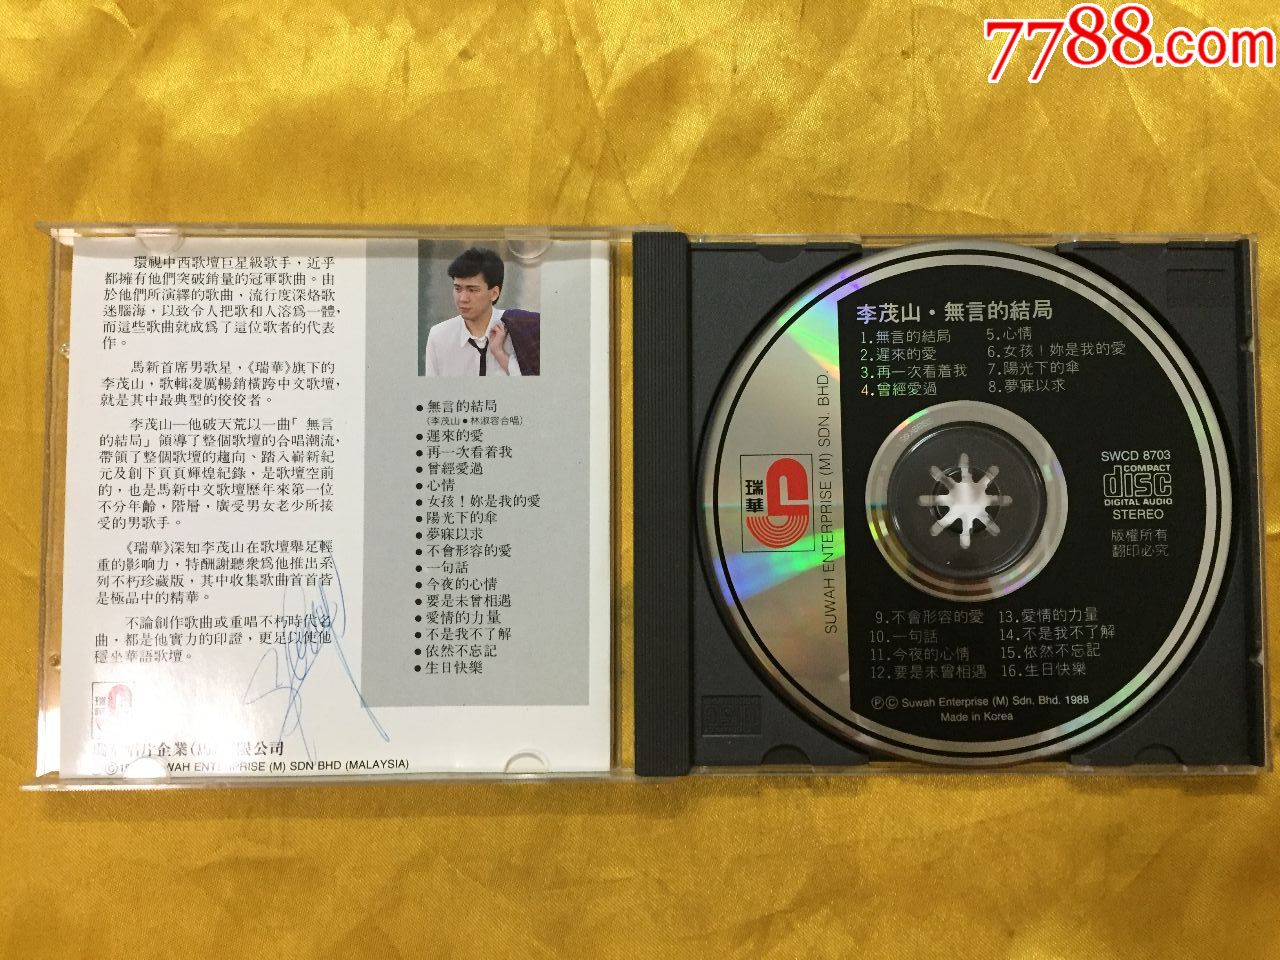 7788.com
環視中西歌壇巨星級歌手，近乎
都擁有他們突破銷量的冠軍歌曲。由
於他們所演繹的歌曲，流行度深烙歌
迷腦海，以致令人把歌和人溶爲一體，
而這些歌曲就成爲了這位歌者的代表
作。
馬新首席男歌星，《瑞華》旗下的
李茂山，歌輯凌厲暢銷橫跨中文歌壇，
就是其中最典型的佼佼者。
李茂山—他破天荒以一曲「無言
的結局」領導了整個歌壇的合唱潮流，
帶領了整個歌壇的趨向、踏入嶄新紀
元及創下頁頁輝煌紀錄，是歌壇空前
的，也是馬新中文歌壇歷年來第一位
不分年齡，階層，廣受男女老少所接
受的男歌手。
《瑞華》深知李茂山在歌壇舉足輕
重的影响力，特酬謝聽衆爲他推出系
列不朽珍藏版，其中收集歌曲首首皆
是極品中的精華。
不論創作歌曲或重唱不朽時代名
曲，都是他實力的印證，更足以使他
穩坐華語歌壇。
企業
限公司
WAH ENTERPRISE (M) SDN BHD (MALAYSIA)
●無言的結局
(李茂山●林淑容合唱)
●遲來的愛
●再一次看着我
●曾經愛過
●心情
●女孩！妳是我的愛
●陽光下的傘
●夢寐以求
●不會形容的愛
●一句話
●今夜的心情
●要是未曾相遇
●愛情的力量
●不是我不了解
●依然不忘記
●生日快樂
李茂山·無言的結局
1.無言的結局
2.遲來的愛
3.再一次看着我
4.曾經愛過
5.心情
6.女孩！妳是我的愛
7.陽光下的傘
8.夢寐以求
瑞華
SUWAH ENTERPRISE (M) SDN. BHD.
SWCD 8703
COMPACT
disc
DIGITAL AUDIO
STEREO
版權所有
翻印必究
9.不會形容的愛
10.一句話
11.今夜的心情
12.要是未曾相遇
13.愛情的力量
14.不是我不了解
15.依然不忘記
16.生日快樂
ⓅⒸ Suwah Enterprise (M) Sdn. Bhd. 1988
Made in Korea